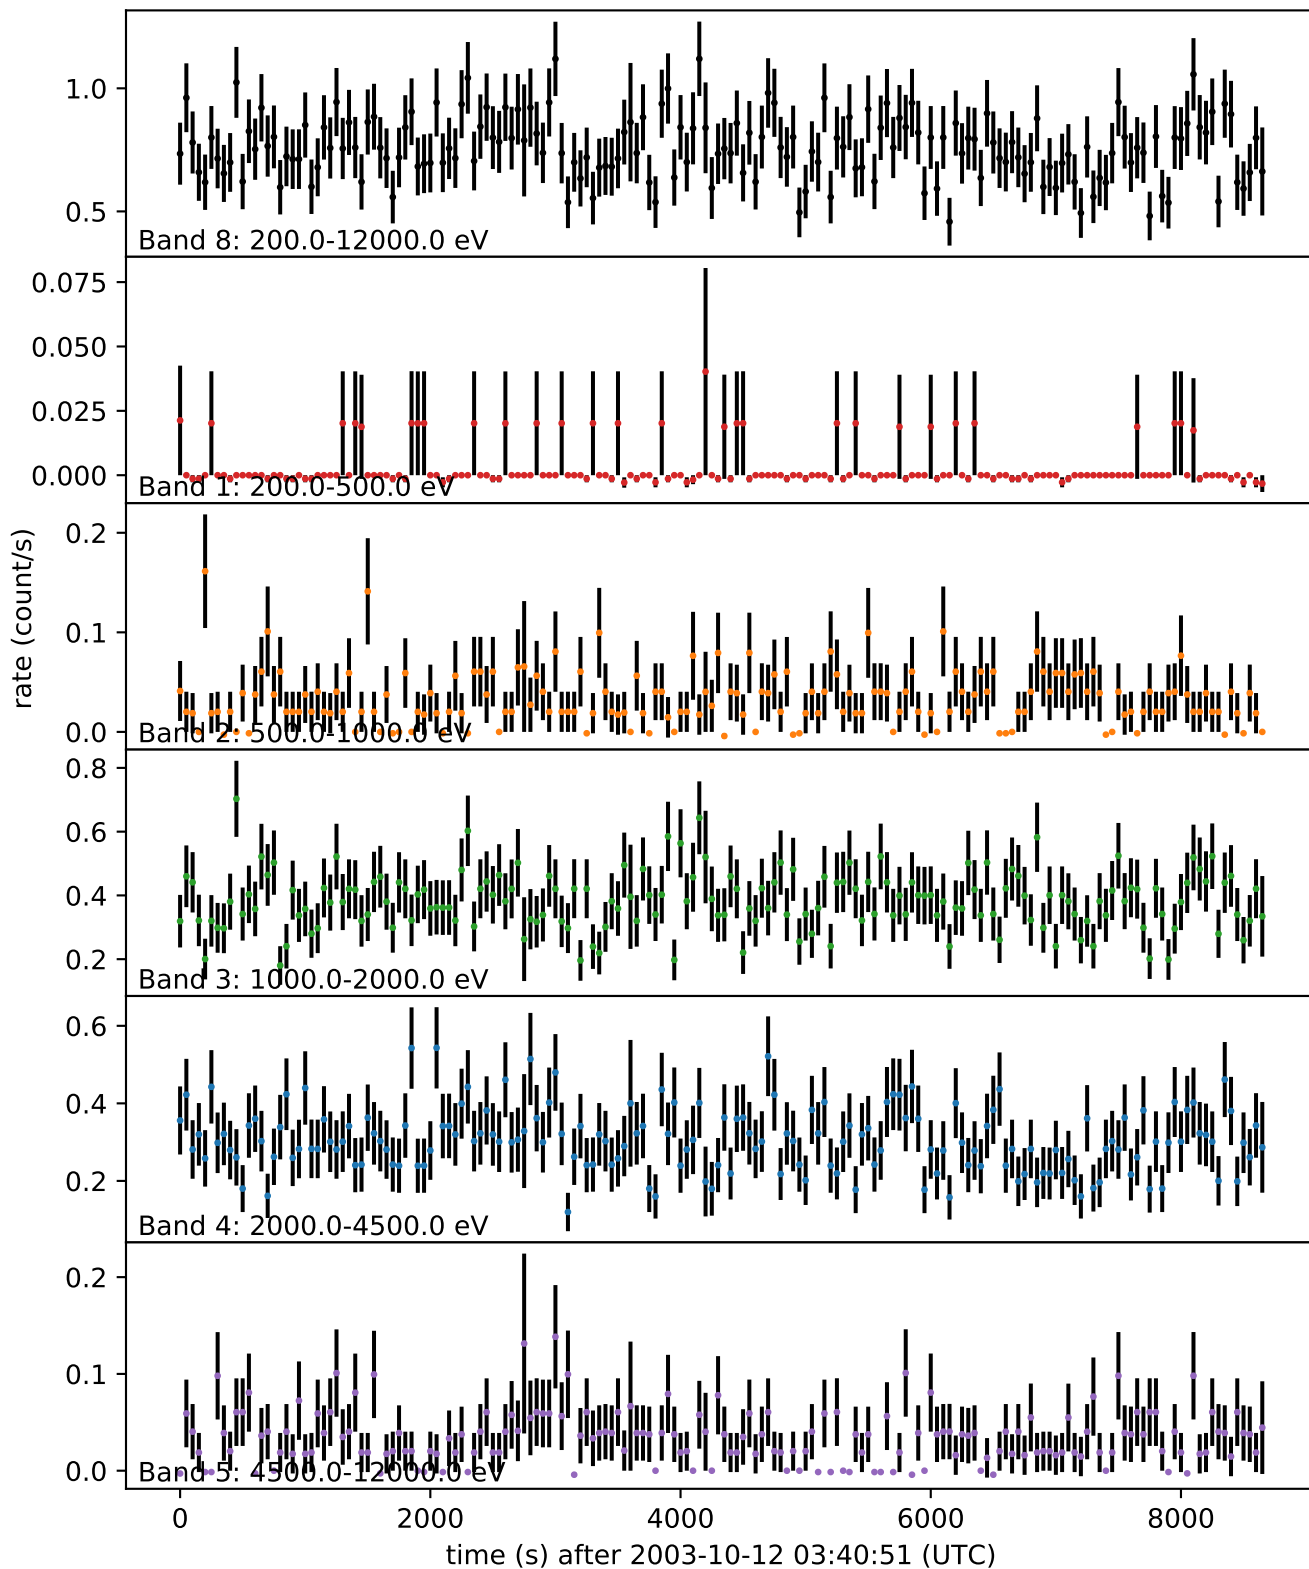 1.0
0.5
Band 8: 200.0-12000.0 eV
0.075
0.050
0.025
0.000
Band 1: 200.0-500.0 eV
rate (count/s)
0.2
0.1
0.0
Band 2: 500.0-1000.0 eV
0.8
0.6
0.4
0.2
Band 3: 1000.0-2000.0 eV
0.6
0.4
0.2
Band 4: 2000.0-4500.0 eV
0.2
0.1
0.0
Band 5: 4500.0-12000.0 eV
0 2000 4000 6000 8000
time (s) after 2003-10-12 03:40:51 (UTC)